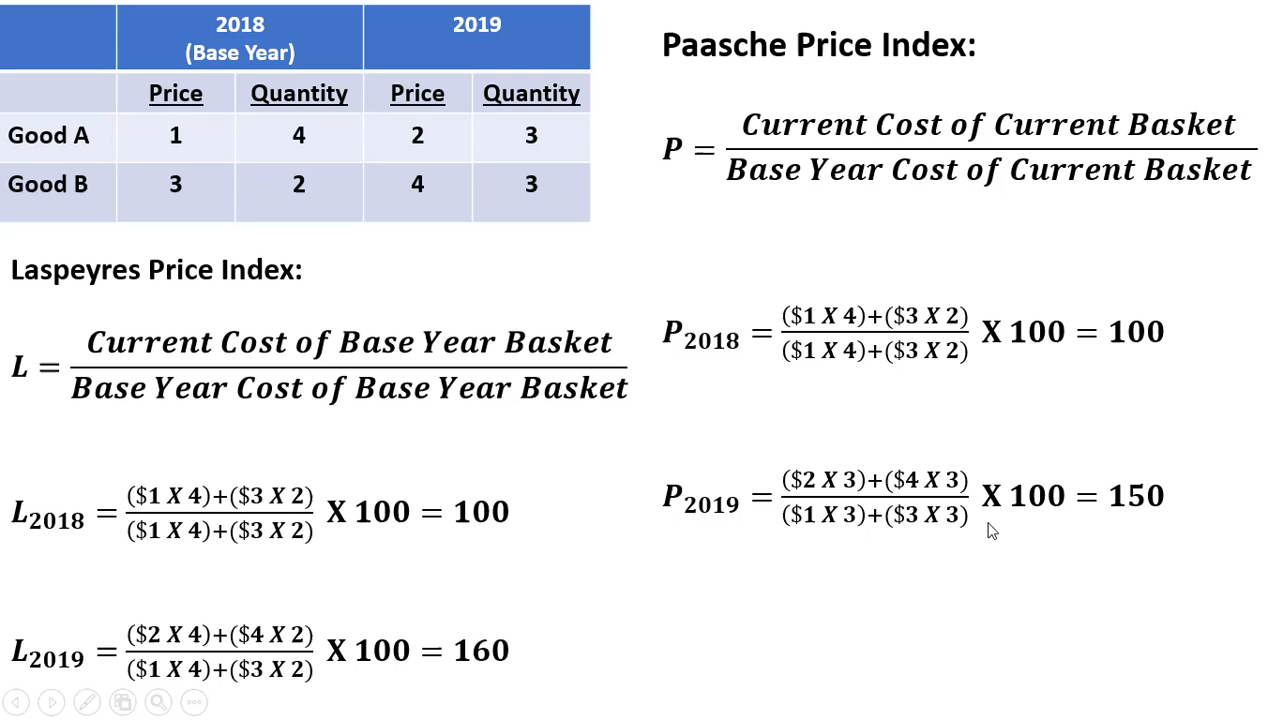 2018 2019
(Base Year)
Price Quantity Price Quantity
Good A 1 4 2 3
Good B 3 2 4 3
Laspeyres Price Index:
L = Current Cost of Base Year Basket
Base Year Cost of Base Year Basket
L2018 = ($1 X 4)+($3 X 2) X 100 = 100
($1 X 4)+($3 X 2)
L2019 = ($2 X 4)+($4 X 2) X 100 = 160
($1 X 4)+($3 X 2)
Paasche Price Index:
P = Current Cost of Current Basket
Base Year Cost of Current Basket
P2018 = ($1 X 4)+($3 X 2) X 100 = 100
($1 X 4)+($3 X 2)
P2019 = ($2 X 3)+($4 X 3) X 100 = 150
($1 X 3)+($3 X 3)